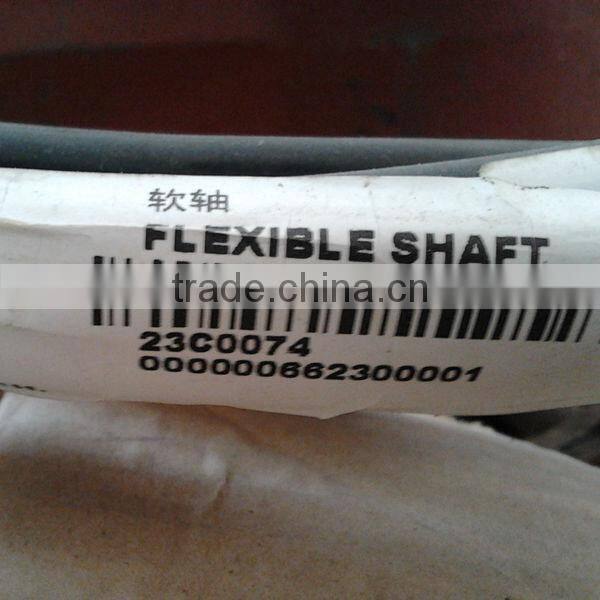 软轴
FLEXIBLE SHAFT
trade.china.cn
23C0074
000000662300001